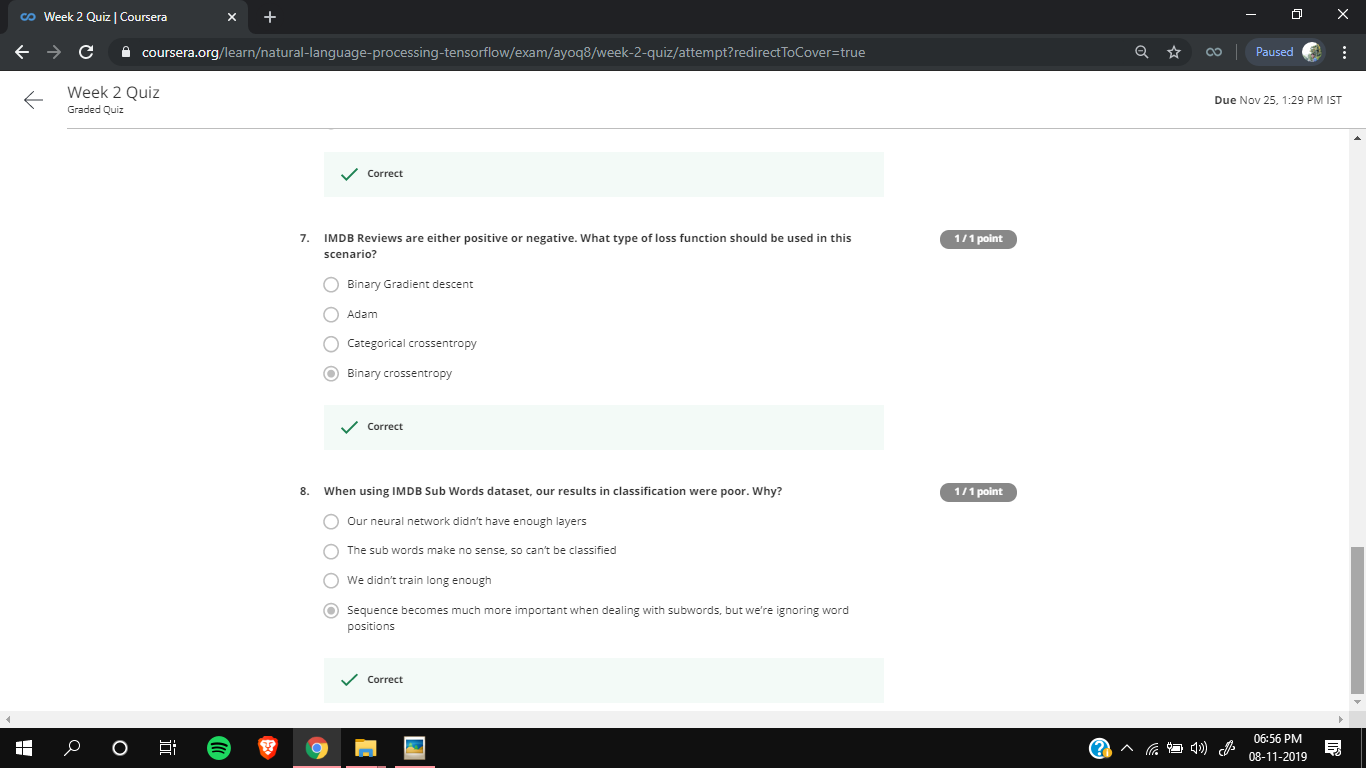 Week 2 Quiz | Coursera
coursera.org/learn/natural-language-processing-tensorflow/exam/ayoq8/week-2-quiz/attempt?redirectToCover=true
Paused
Week 2 Quiz
Graded Quiz
Due Nov 25, 1:29 PM IST
Correct
7. IMDB Reviews are either positive or negative. What type of loss function should be used in this
scenario?
1 / 1 point
Binary Gradient descent
Adam
Categorical crossentropy
Binary crossentropy
Correct
8. When using IMDB Sub Words dataset, our results in classification were poor. Why?
1 / 1 point
Our neural network didn't have enough layers
The sub words make no sense, so can't be classified
We didn't train long enough
Sequence becomes much more important when dealing with subwords, but we're ignoring word
positions
Correct
06:56 PM
08-11-2019